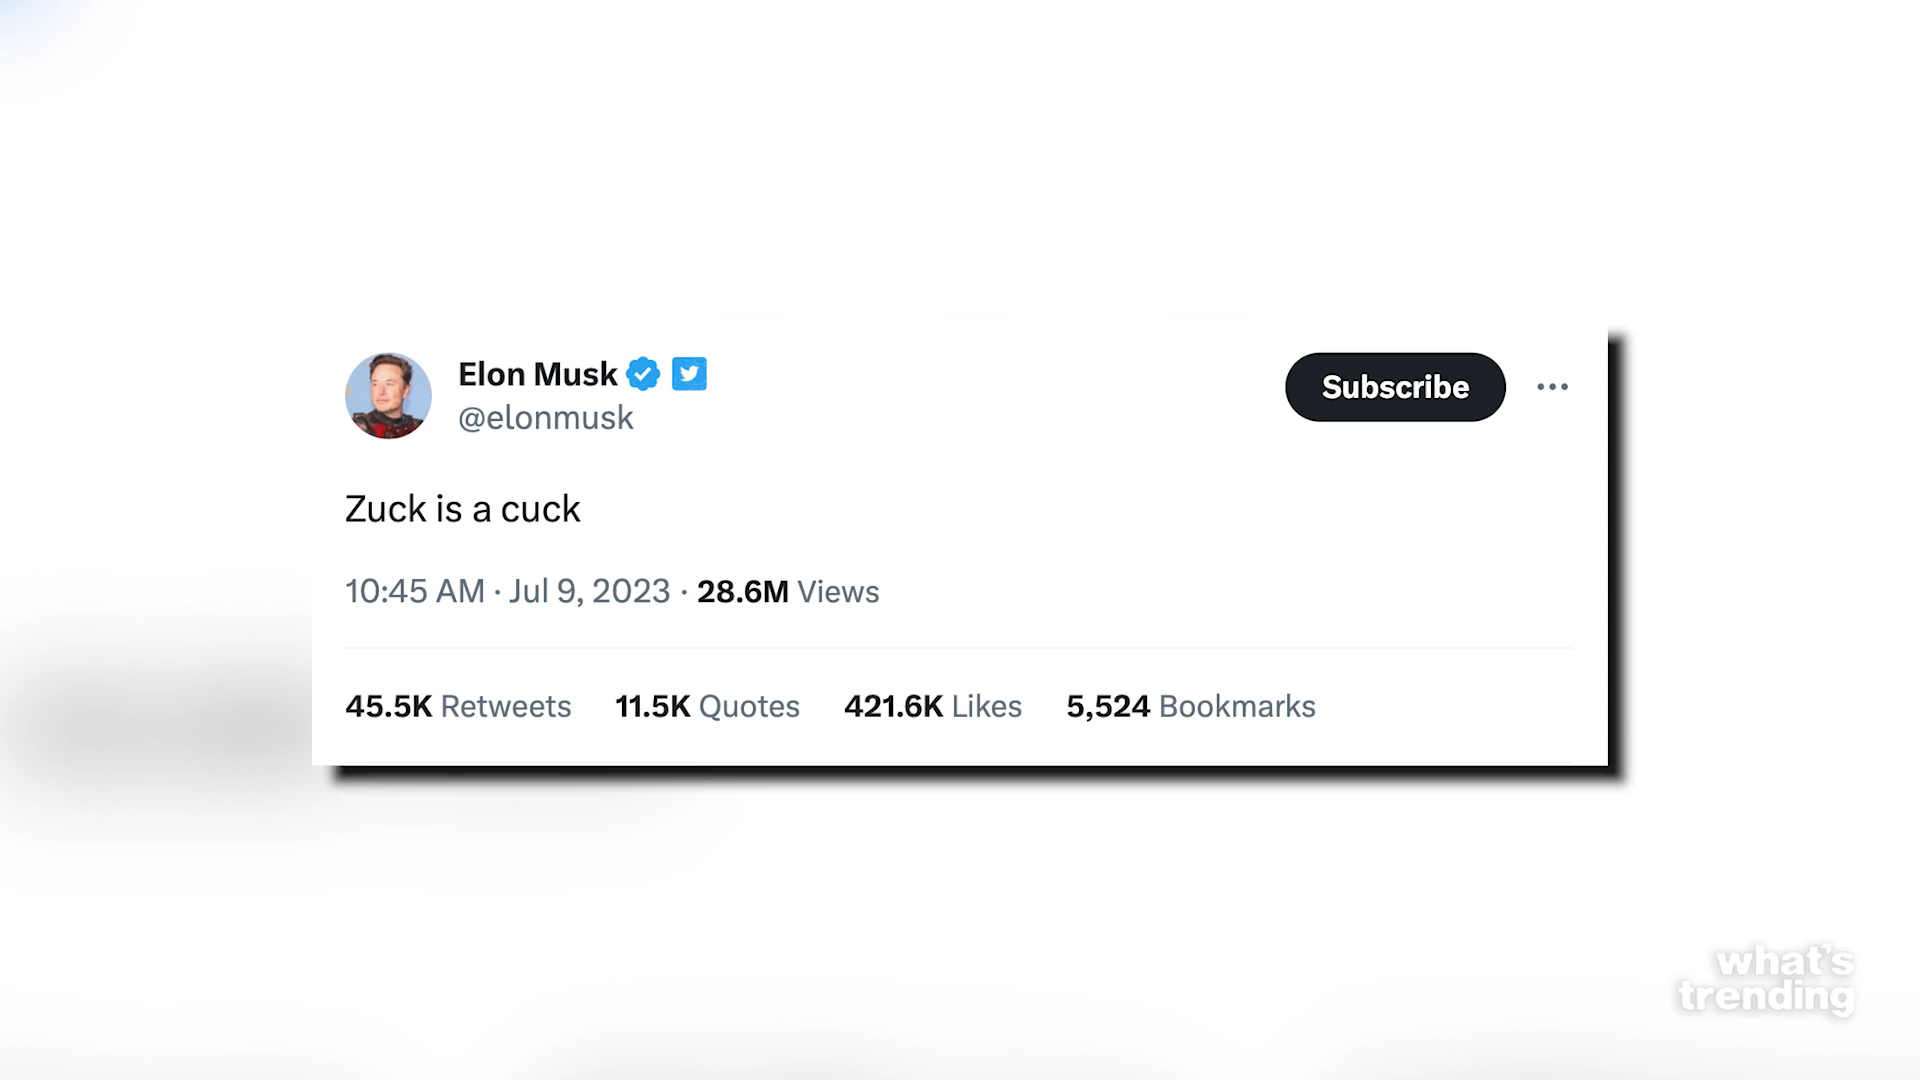 Elon Musk
@elonmusk
Subscribe
Zuck is a cuck
10:45 AM · Jul 9, 2023 · 28.6M Views
45.5K Retweets 11.5K Quotes 421.6K Likes 5,524 Bookmarks
what's
trending